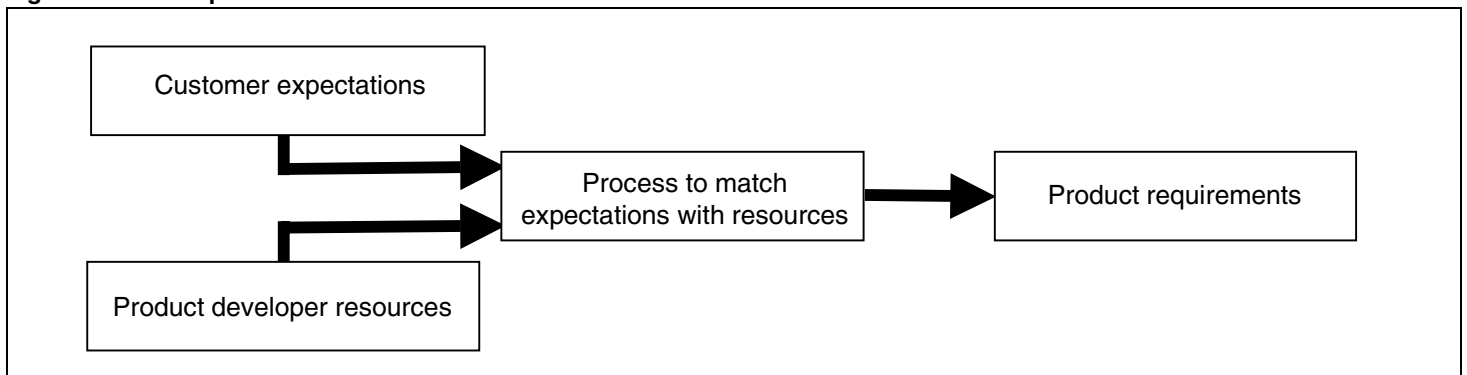 Customer expectations
Process to match
expectations with resources
Product requirements
Product developer resources